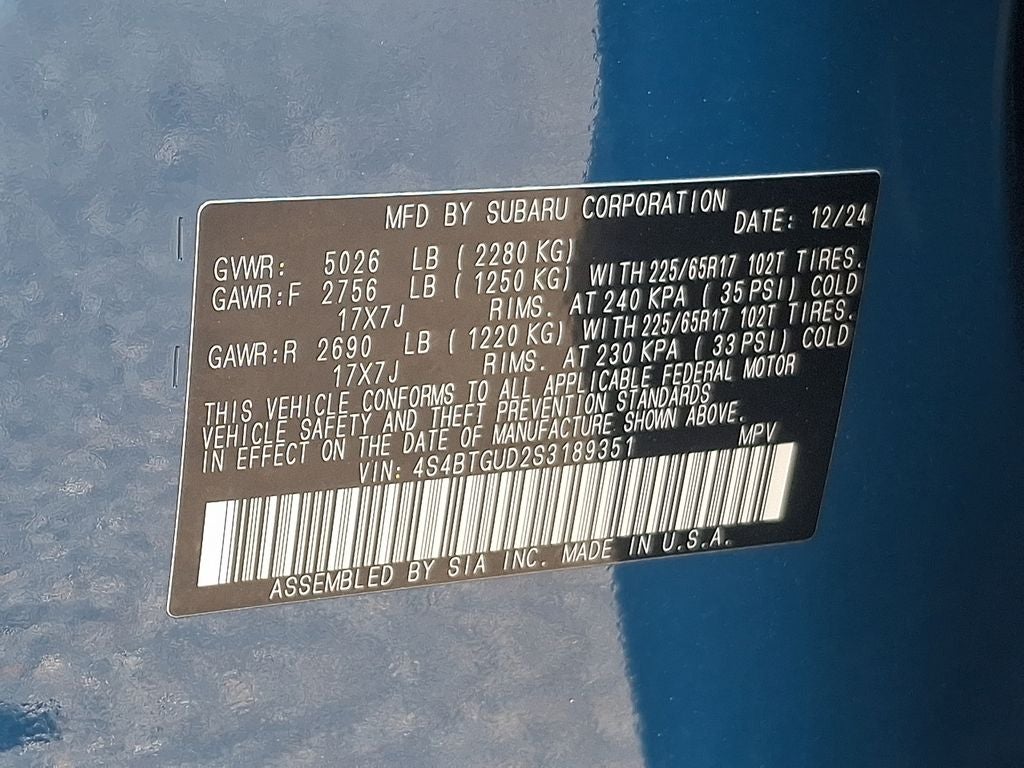 MFD BY SUBARU CORPORATION DATE: 12/24
GVWR: 5026 LB ( 2280 KG)
GAWR:F 2756 LB ( 1250 KG) WITH 225/65R17 102T TIRES.
17X7J RIMS. AT 240 KPA ( 35 PSI) COLD
GAWR:R 2690 LB ( 1220 KG) WITH 225/65R17 102T TIRES.
17X7J RIMS. AT 230 KPA ( 33 PSI) COLD
THIS VEHICLE CONFORMS TO ALL APPLICABLE FEDERAL MOTOR
VEHICLE SAFETY AND THEFT PREVENTION STANDARDS
IN EFFECT ON THE DATE OF MANUFACTURE SHOWN ABOVE.
VIN: 4S4BTGUD2S3189351 MPV
ASSEMBLED BY SIA INC. MADE IN U.S.A.